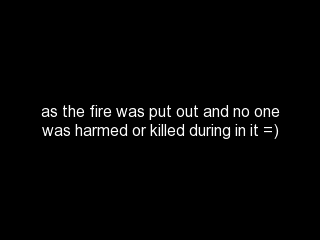 as the fire was put out and no one
was harmed or killed during in it =)